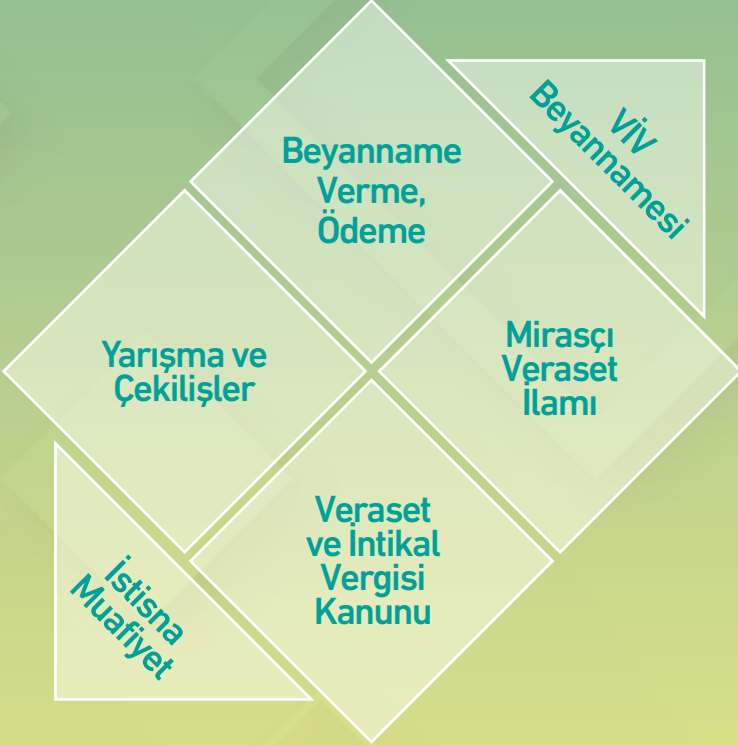 VİV
Beyannamesi
Beyanname
Verme,
Ödeme
Mirasçı
Veraset
İlamı
Yarışma ve
Çekilişler
Veraset
ve İntikal
Vergisi
Kanunu
İstisna
Muafiyet